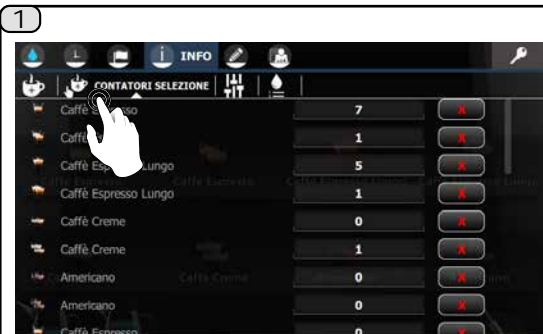 1
INFO
CONTATORI SELEZIONE
Caffè 7 X
1 X
Caffè Espresso Lungo 5 X
Caffè Espresso Lungo 1 X
Caffè Creme 0 X
Caffè Creme 1 X
Americano 0 X
Americano 0 X
Caffè Espresso 0 X